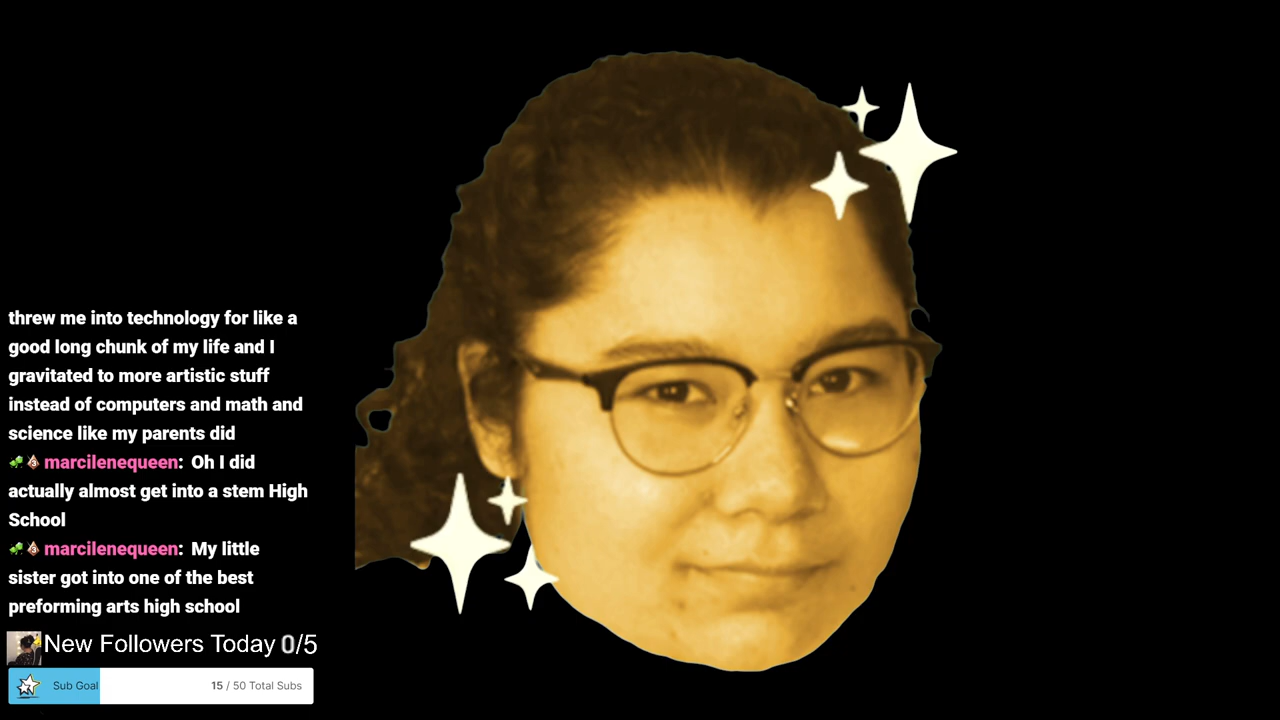 threw me into technology for like a
good long chunk of my life and I
gravitated to more artistic stuff
instead of computers and math and
science like my parents did
marcilenequeen: Oh I did
actually almost get into a stem High
School
marcilenequeen: My little
sister got into one of the best
preforming arts high school
New Followers Today 0/5
Sub Goal 15 / 50 Total Subs